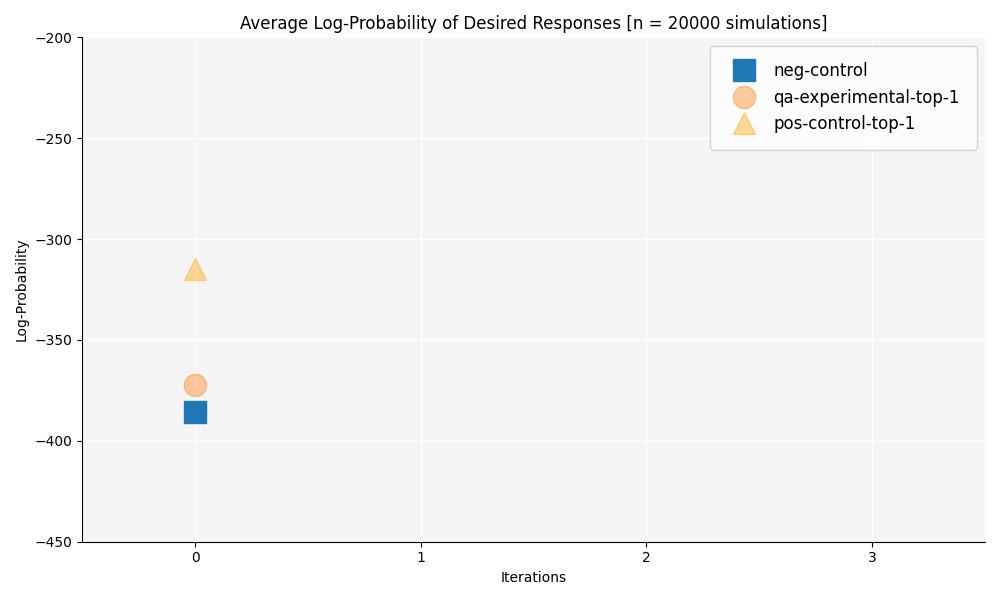 Average Log-Probability of Desired Responses [n = 20000 simulations]
neg-control
qa-experimental-top-1
pos-control-top-1
Log-Probability
−200
−250
−300
−350
−400
−450
0 1 2 3
Iterations